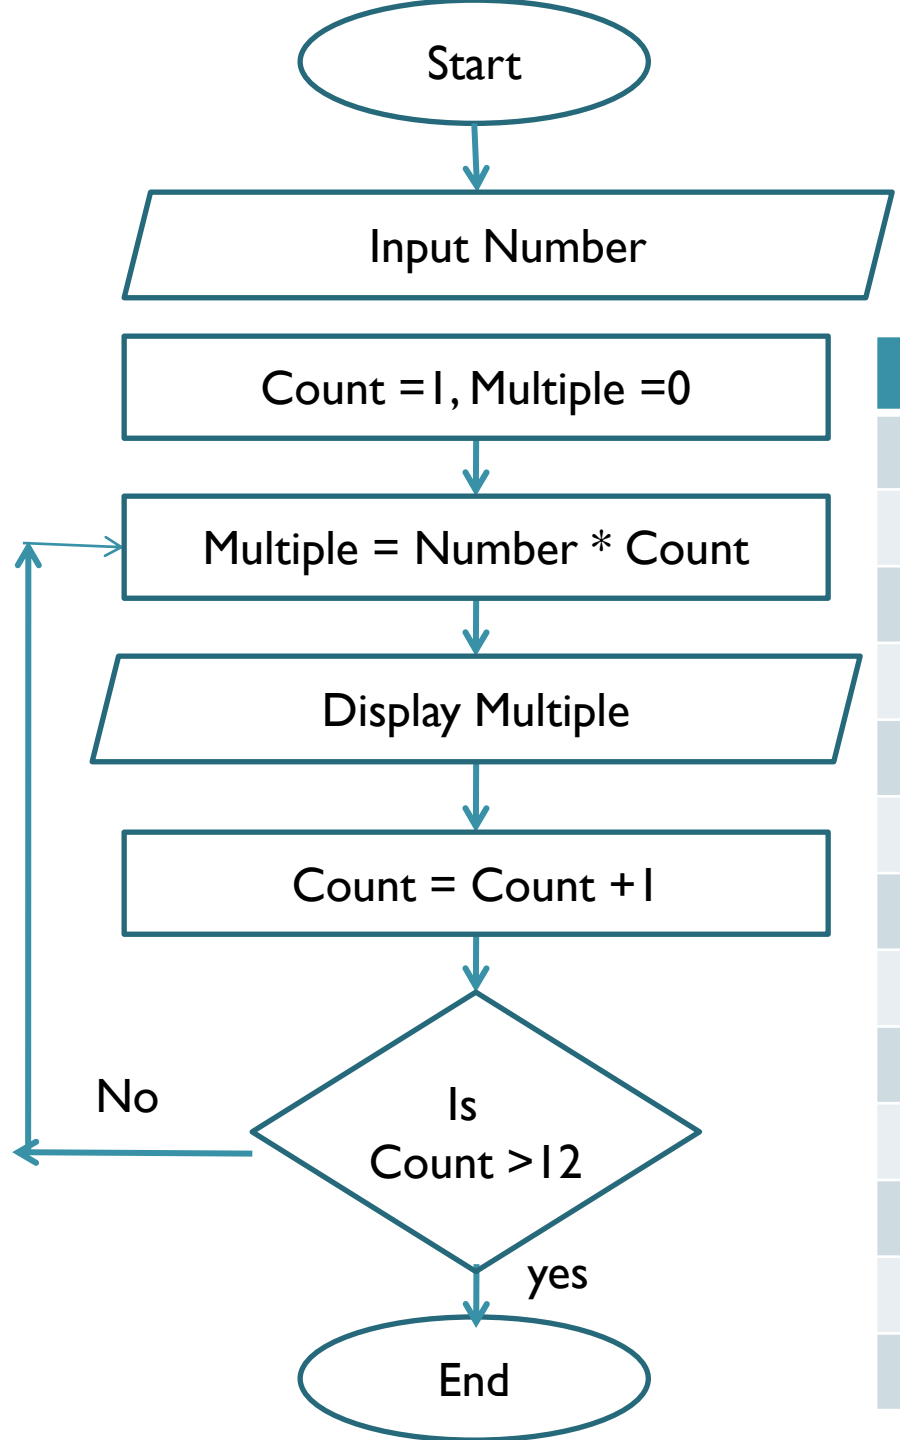 Start
Input Number
Count =1, Multiple =0
Multiple = Number * Count
Display Multiple
Count = Count +1
No
Is
Count >12
yes
End